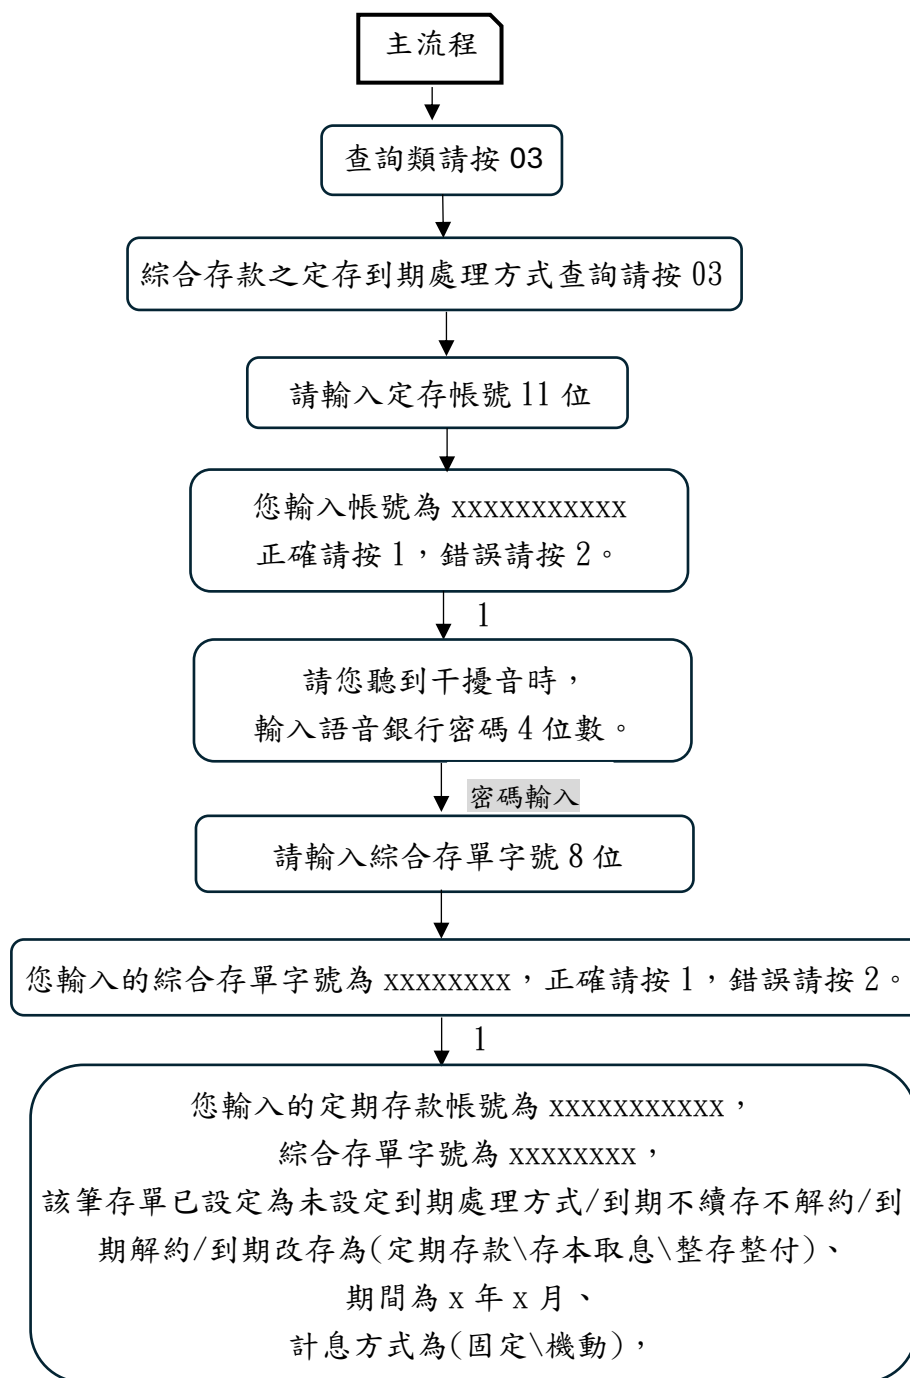 主流程
查詢類請按 03
綜合存款之定存到期處理方式查詢請按 03
請輸入定存帳號 11 位
您輸入帳號為 xxxxxxxxxxx
正確請按 1，錯誤請按 2。
1
請您聽到干擾音時，
輸入語音銀行密碼 4 位數。
密碼輸入
請輸入綜合存單字號 8 位
您輸入的綜合存單字號為 xxxxxxxx，正確請按 1，錯誤請按 2。
1
您輸入的定期存款帳號為 xxxxxxxxxxx，
綜合存單字號為 xxxxxxxx，
該筆存單已設定為未設定到期處理方式/到期不續存不解約/到
期解約/到期改存為(定期存款\存本取息\整存整付)、
期間為 x 年 x 月、
計息方式為(固定\機動)，